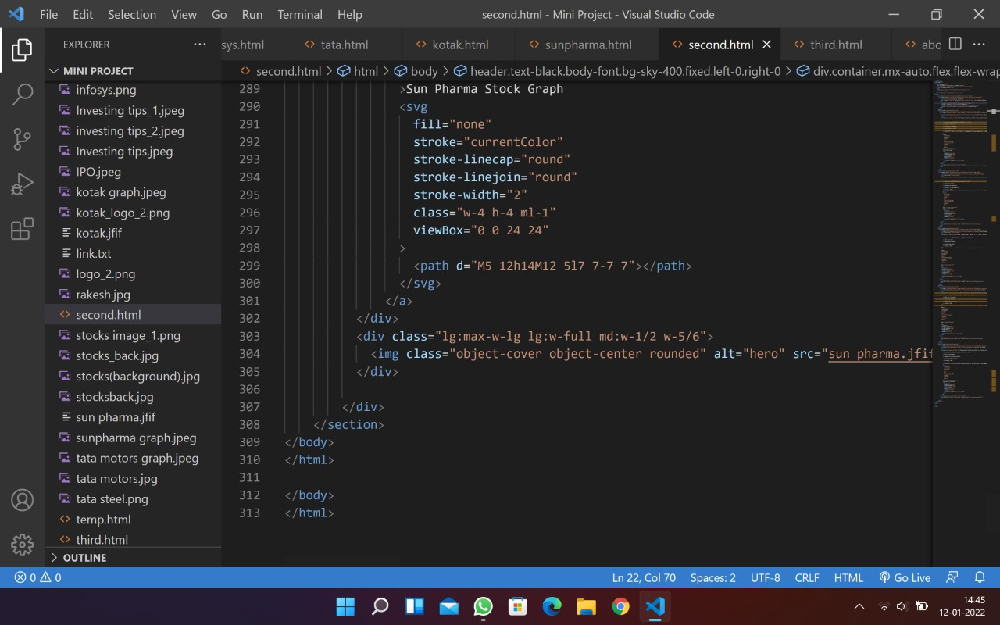 File Edit Selection View Go Run Terminal Help second.html - Mini Project - Visual Studio Code
EXPLORER
sys.html tata.html kotak.html sunpharma.html second.html third.html abo
MINI PROJECT
second.html > html > body > header.text-black.body-font.bg-sky-400.fixed.left-0.right-0 > div.container.mx-auto.flex.flex-wrap
infosys.png
Investing tips_1.jpeg
Investing tips_2.jpeg
Investing tips.jpeg
IPO.jpeg
kotak graph.jpeg
kotak_logo_2.png
kotak.jfif
link.txt
logo_2.png
rakesh.jpg
second.html
stocks image_1.png
stocks_back.jpg
stocks(background).jpg
stocksback.jpg
sun pharma.jfif
sunpharma graph.jpeg
tata motors graph.jpeg
tata motors.jpg
tata steel.png
temp.html
third.html
OUTLINE
289 >Sun Pharma Stock Graph
290 <svg
291 fill="none"
292 stroke="currentColor"
293 stroke-linecap="round"
294 stroke-linejoin="round"
295 stroke-width="2"
296 class="w-4 h-4 ml-1"
297 viewBox="0 0 24 24"
298 >
299 <path d="M5 12h14M12 5l7 7-7 7"></path>
300 </svg>
301 </a>
302 </div>
303 <div class="lg:max-w-lg lg:w-full md:w-1/2 w-5/6">
304 <img class="object-cover object-center rounded" alt="hero" src="sun pharma.jfif
305 </div>
306
307 </div>
308 </section>
309 </body>
310 </html>
311
312 </body>
313 </html>
0 0 Ln 22, Col 70 Spaces: 2 UTF-8 CRLF HTML Go Live
14:45
12-01-2022